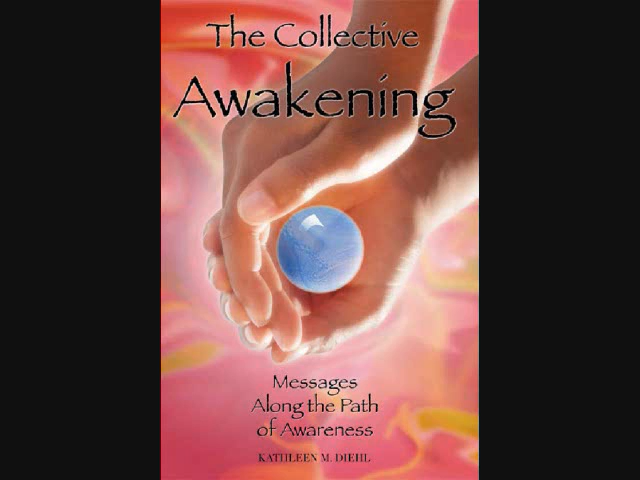 The Collective
Awakening
Messages
Along the Path
of Awareness
KATHLEEN M. DIEHL